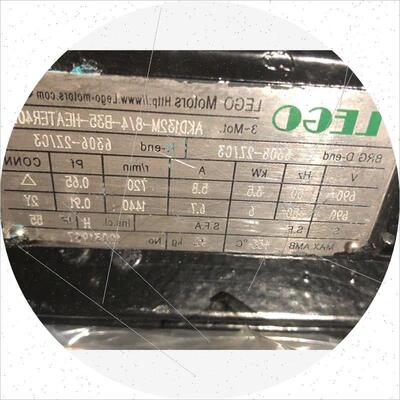 LEGO LEGO Motors Http://www.Lego-motors.com
3-Mot. AKD132M-8/4-B35-HEATER40
BRG D-end 6308-2Z/C3 N-end 6306-2Z/C3
V Hz kW A r/min Pf CONN
690 50 5.8 720 0.65 △
690 6 6.7 1440 0.91 2Y
S S.F. S.F.A Ins.cl H IP 55
MAX.AMB °C kg No